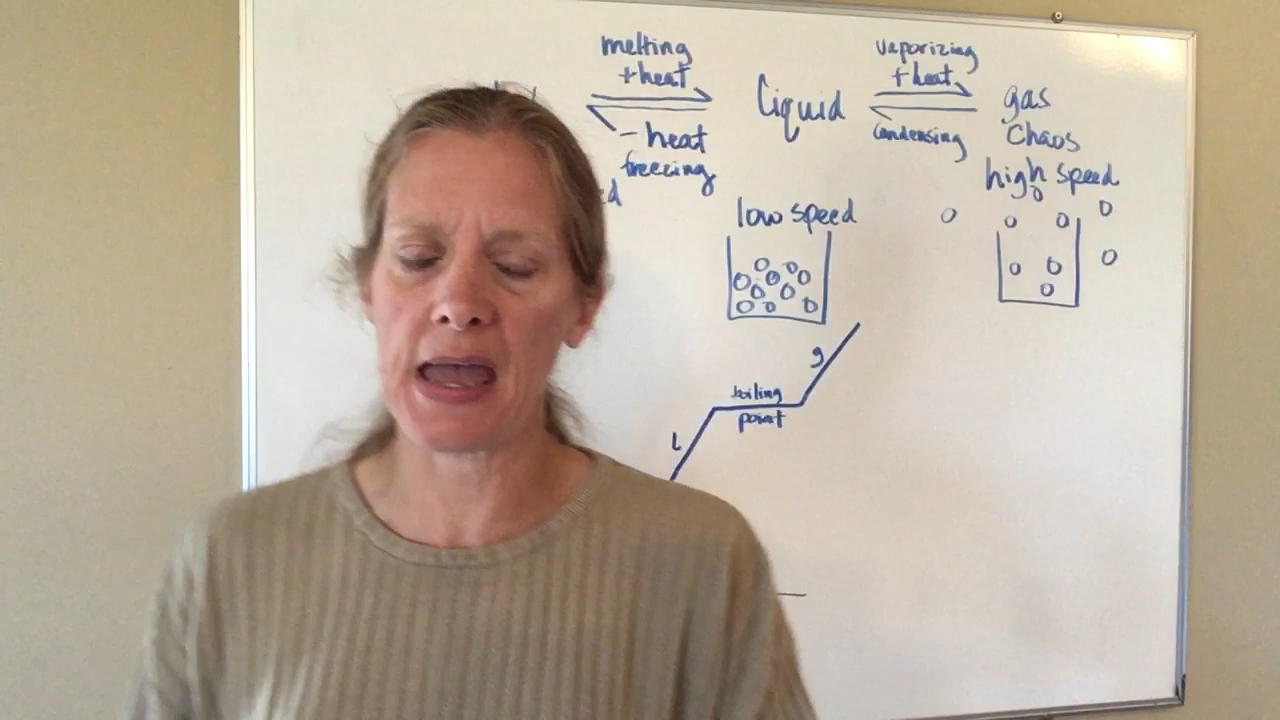 melting
+heat
- heat
freezing
Liquid
low speed
vaporizing
+ heat
Condensing
gas
Chaos
high speed
boiling
point
l
g